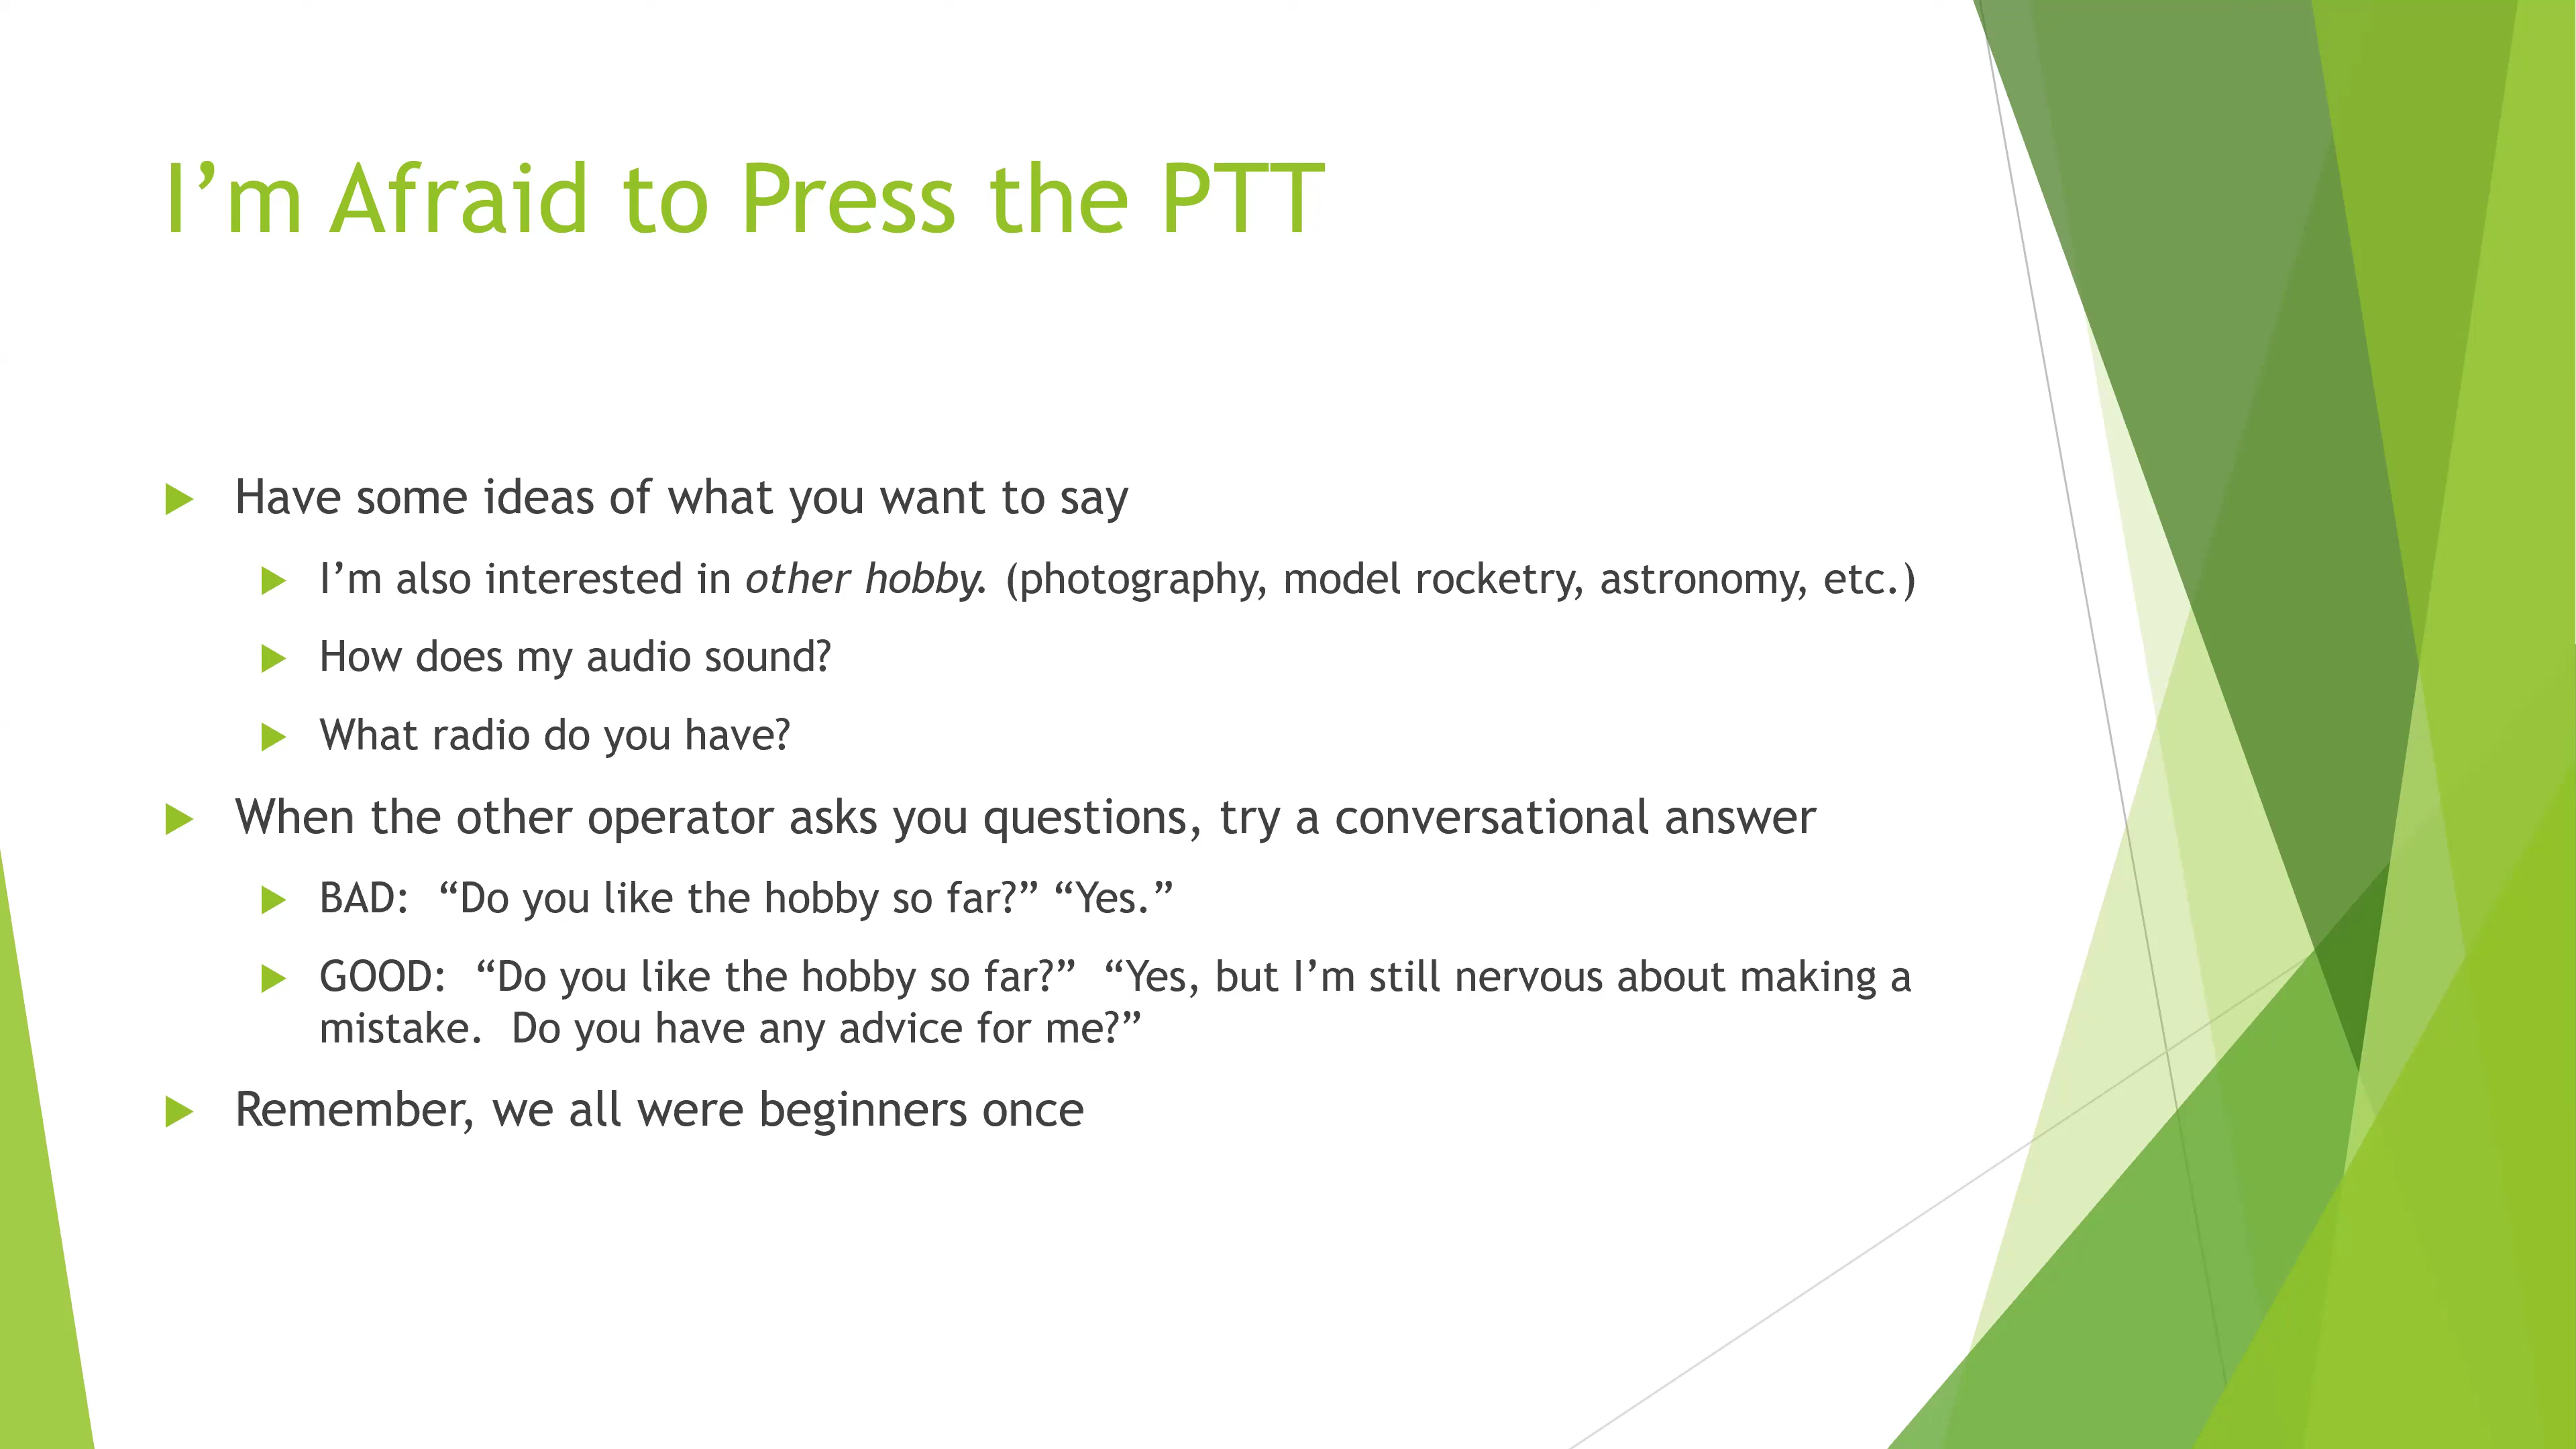 I’m Afraid to Press the PTT
Have some ideas of what you want to say
I’m also interested in other hobby. (photography, model rocketry, astronomy, etc.)
How does my audio sound?
What radio do you have?
When the other operator asks you questions, try a conversational answer
BAD:  “Do you like the hobby so far?” “Yes.”
GOOD:  “Do you like the hobby so far?”  “Yes, but I’m still nervous about making a
mistake.  Do you have any advice for me?”
Remember, we all were beginners once